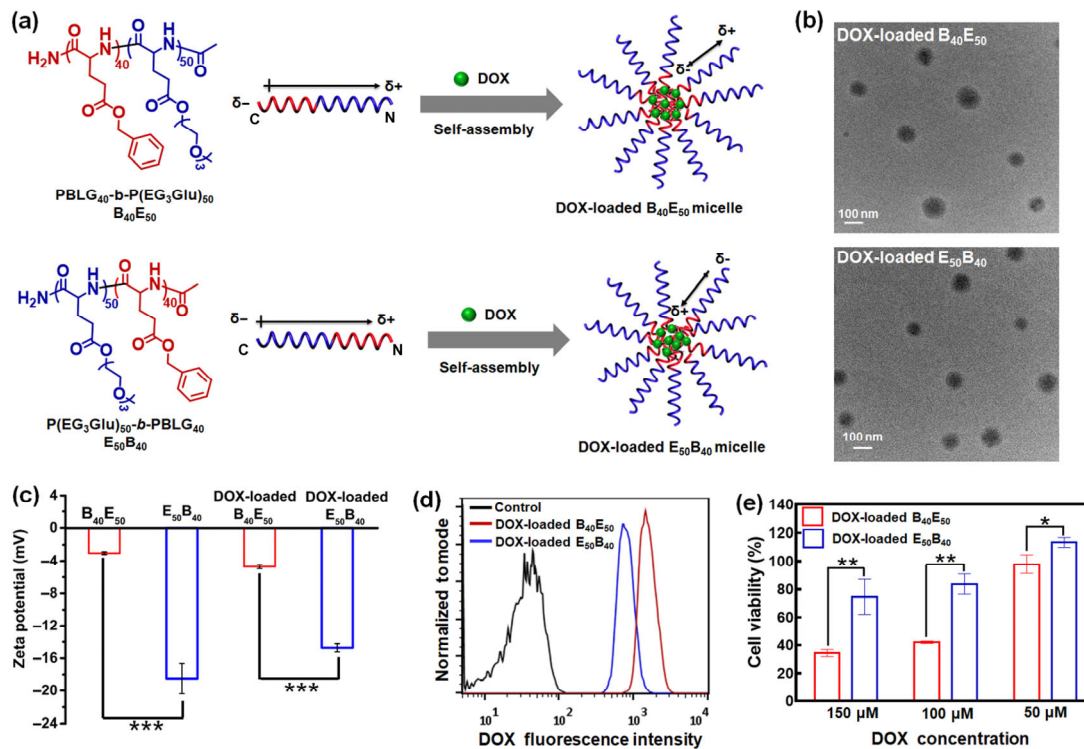 (a)
O
H
N
O
H
N
H₂N
40
50
O
O
O
O
O
O
3
PBLG₄₀-b-P(EG₃Glu)₅₀
B₄₀E₅₀
δ−
δ+
C
N
DOX
Self-assembly
δ+
δ-
DOX-loaded B₄₀E₅₀ micelle
O
H
N
O
H
N
H₂N
50
40
O
O
O
O
O
O
3
P(EG₃Glu)₅₀-b-PBLG₄₀
E₅₀B₄₀
δ−
δ+
C
N
DOX
Self-assembly
δ-
δ+
DOX-loaded E₅₀B₄₀ micelle
(b)
DOX-loaded B₄₀E₅₀
100 nm
DOX-loaded E₅₀B₄₀
100 nm
(c)
B₄₀E₅₀
E₅₀B₄₀
DOX-loaded
B₄₀E₅₀
DOX-loaded
E₅₀B₄₀
0
−4
−8
−12
−16
−20
−24
Zeta potential (mV)
***
***
(d)
Control
DOX-loaded B₄₀E₅₀
DOX-loaded E₅₀B₄₀
Normalized tomode
10¹
10²
10³
10⁴
DOX fluorescence intensity
(e)
DOX-loaded B₄₀E₅₀
DOX-loaded E₅₀B₄₀
140
120
100
80
60
40
20
0
Cell viability (%)
**
**
*
150 μM
100 μM
50 μM
DOX concentration